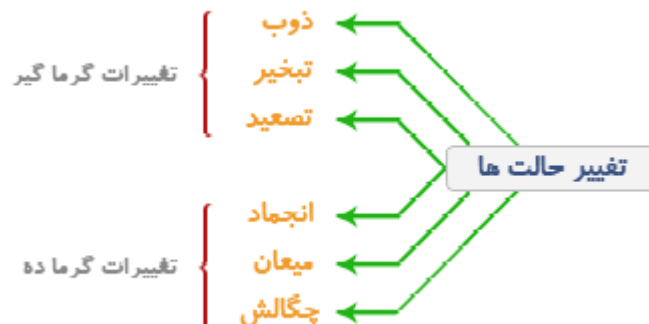 تغییر حالت ها
ذوب
تبخیر
تصعید
تغییرات گرما گیر
انجماد
میعان
چگالش
تغییرات گرما ده